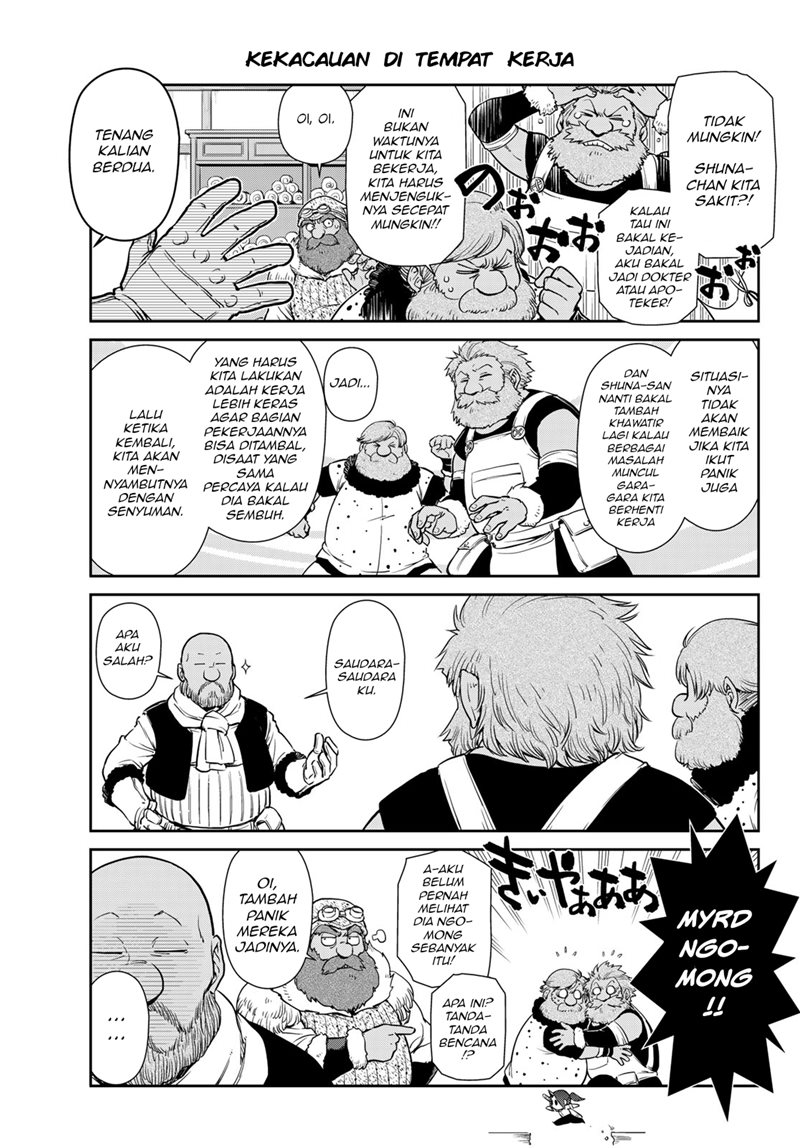 KEKACAUAN DI TEMPAT KERJA
TIDAK
MUNGKIN!
SHUNA-
CHAN KITA
SAKIT?!
KALAU
TAU INI
BAKAL KE-
JADIAN,
AKU BAKAL
JADI DOKTER
ATAU APO-
TEKER!
のぉおぉおぉ
INI
BUKAN
WAKTUNYA
UNTUK KITA
BEKERJA,
KITA HARUS
MENJENGUK-
NYA SECEPAT
MUNGKIN!!
OI, OI.
TENANG
KALIAN
BERDUA.
SITUASI-
NYA
TIDAK
AKAN
MEMBAIK
JIKA KITA
IKUT
PANIK
JUGA
DAN
SHUNA-SAN
NANTI BAKAL
TAMBAH
KHAWATIR
LAGI KALAU
BERBAGAI
MASALAH
MUNCUL
GARA-
GARA KITA
BERHENTI
KERJA
JADI...
YANG HARUS
KITA LAKUKAN
ADALAH KERJA
LEBIH KERAS
AGAR BAGIAN
PEKERJAANNYA
BISA DITAMBAL,
DISAAT YANG
SAMA
PERCAYA KALAU
DIA BAKAL
SEMBUH.
LALU
KETIKA
KEMBALI,
KITA AKAN
MEN-
NYAMBUTNYA
DENGAN
SENYUMAN.
SAUDARA-
SAUDARA
KU.
APA
AKU
SALAH?
MYRD
NGO-
MONG
!!
きぃやぁあああ
A-AKU
BELUM
PERNAH
MELIHAT
DIA NGO-
MONG
SEBANYAK
ITU!
APA INI?
TANDA-
TANDA
BENCANA
!?
OI,
TAMBAH
PANIK
MEREKA
JADINYA.
...
...